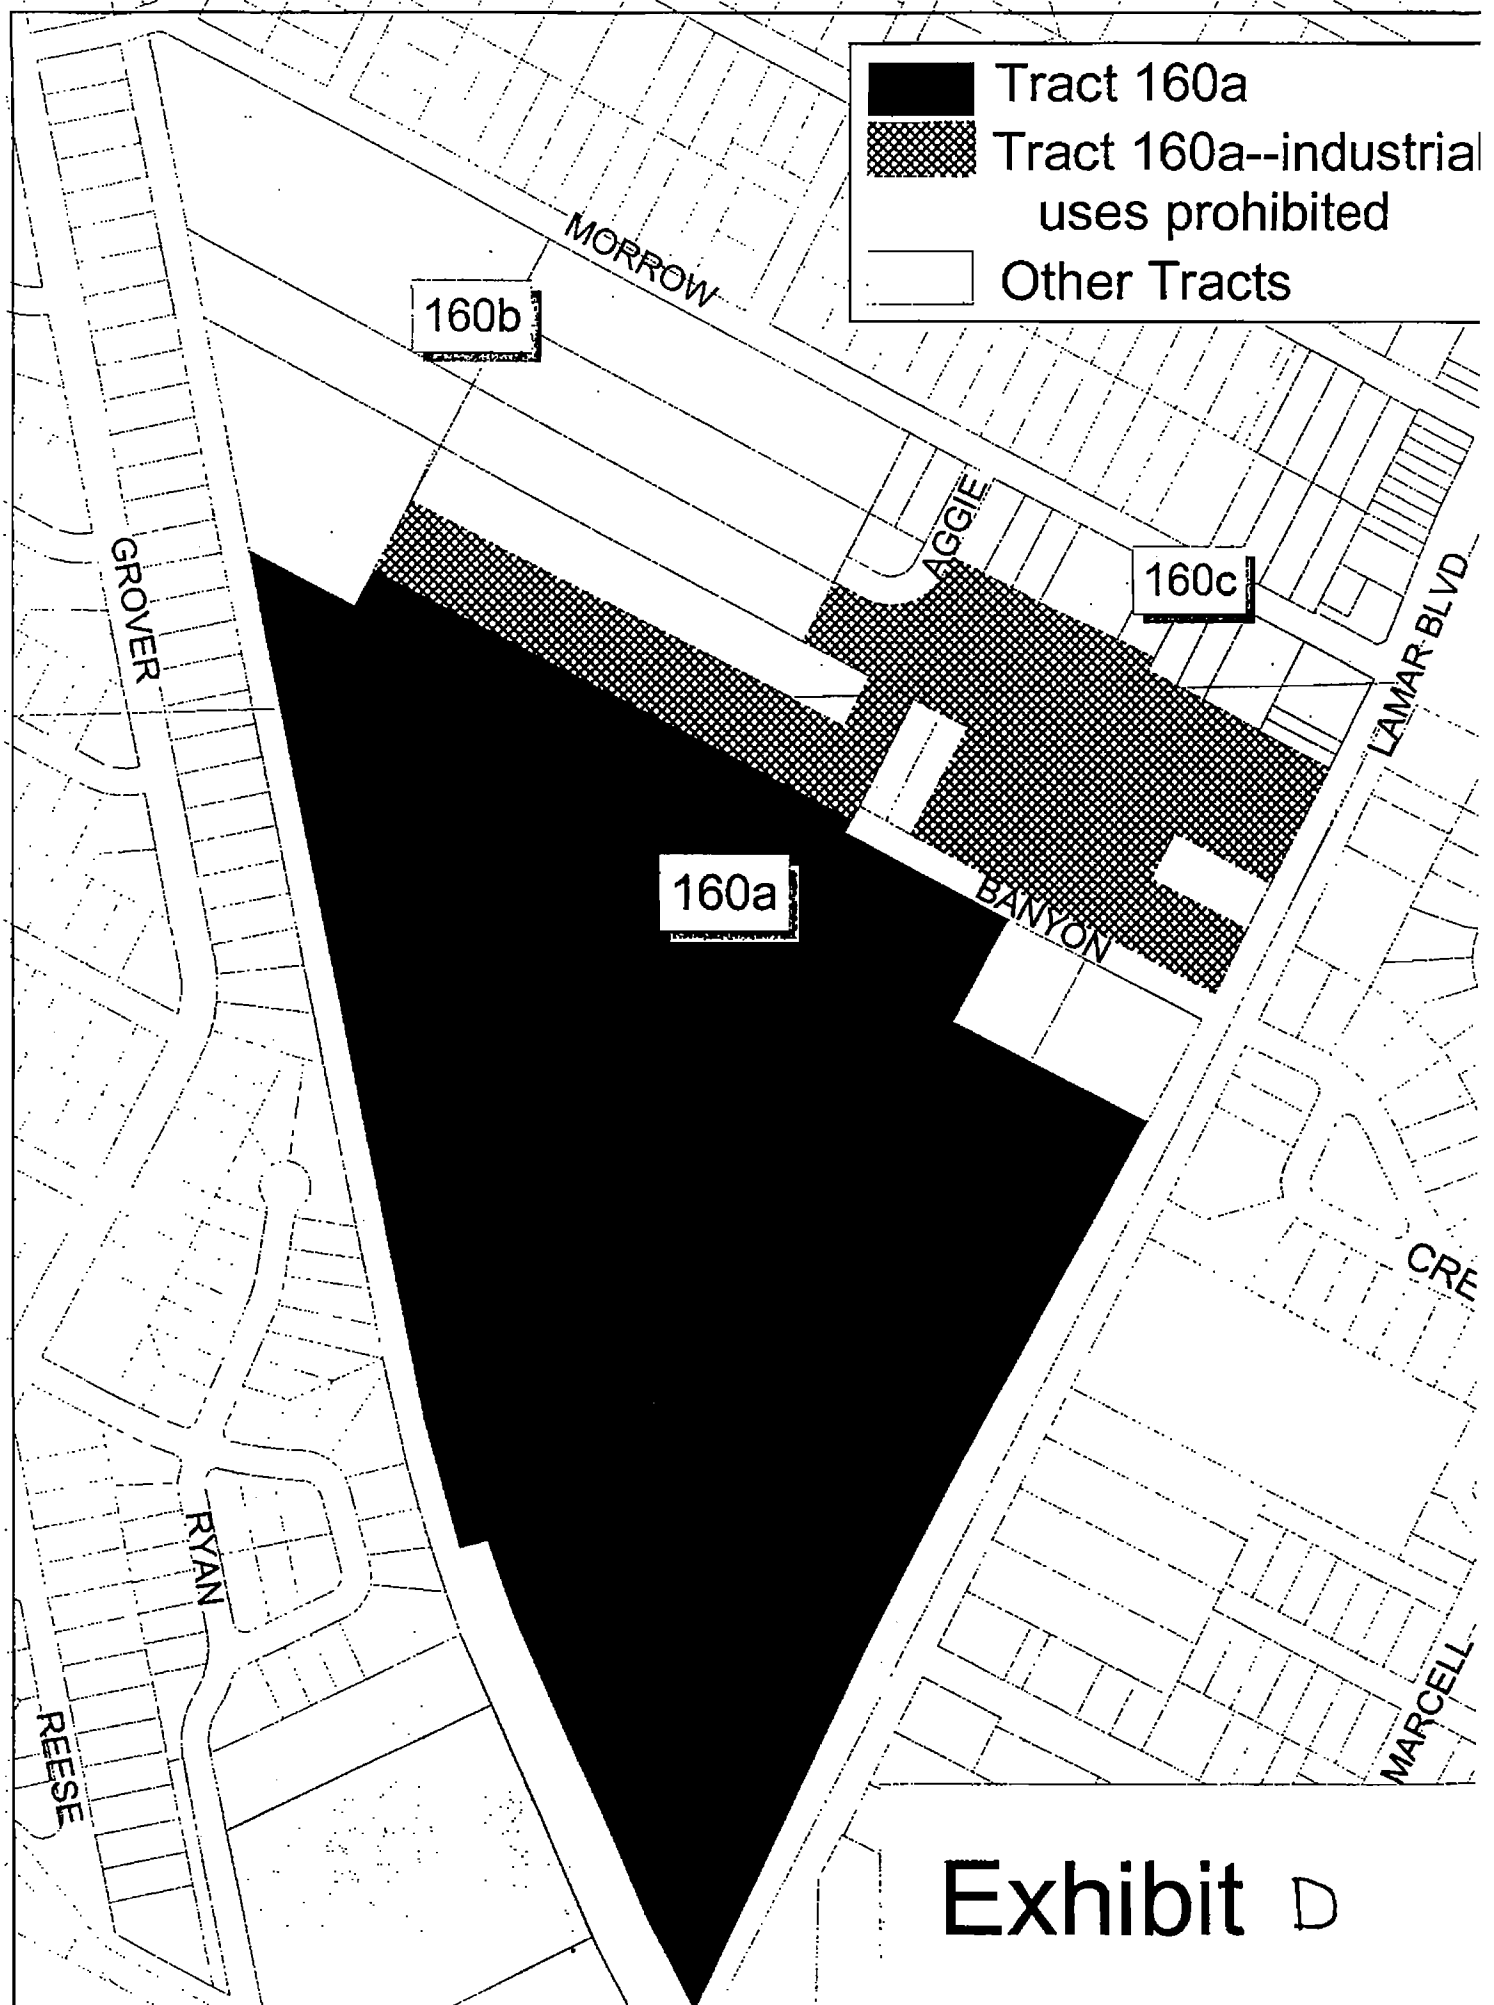 Tract 160a
Tract 160a--industrial
uses prohibited
Other Tracts
MORROW
160b
AGGIE
160c
GROVER
LAMAR BLVD
160a
BANYON
CRE
RYAN
MARCELL
REESE
Exhibit D